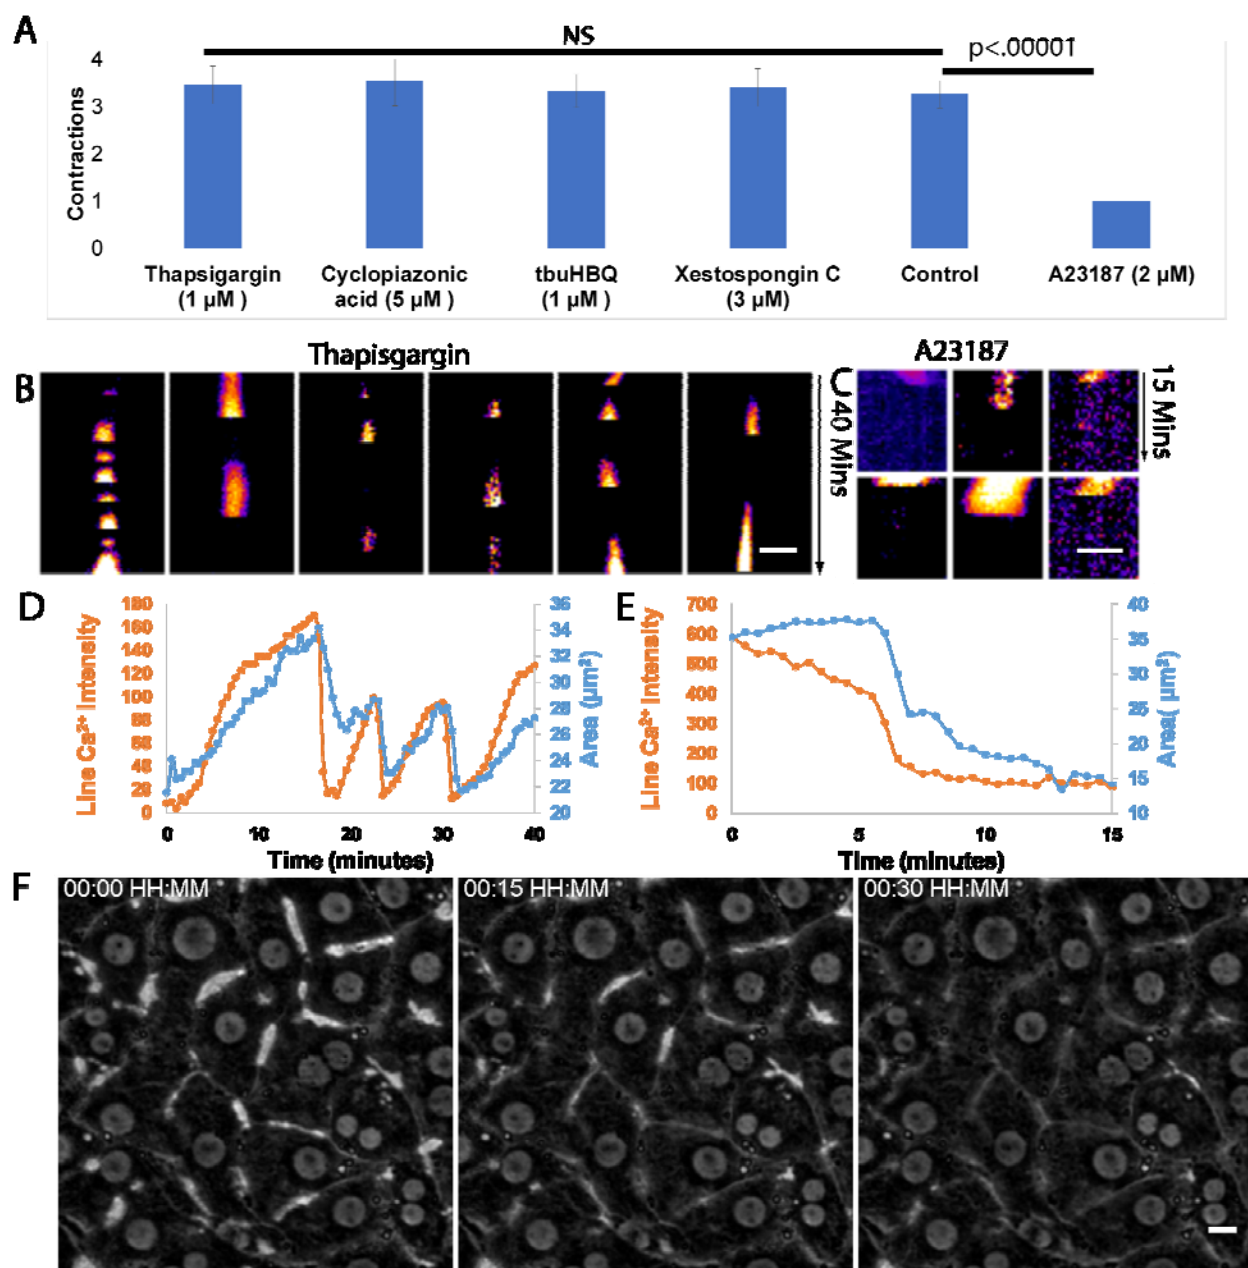 A
NS
p<.00001
Contractions
4
3
2
1
0
Thapsigargin
(1 µM )
Cyclopiazonic
acid (5 µM )
tbuHBQ
(1 µM )
Xestospongin C
(3 µM)
Control
A23187 (2 µM)
Thapisgargin
A23187
B
C
40 Mins
15 Mins
D
Line Ca²⁺ Intensity
180
160
140
120
100
80
60
40
20
0
36
34
32
30
28
26
24
22
20
Area (µm²)
0
10
20
30
40
Time (minutes)
E
Line Ca²⁺ Intensity
700
600
500
400
300
200
100
0
40
35
30
25
20
15
10
Area( µm²)
0
5
10
15
Time (minutes)
F
00:00 HH:MM
00:15 HH:MM
00:30 HH:MM